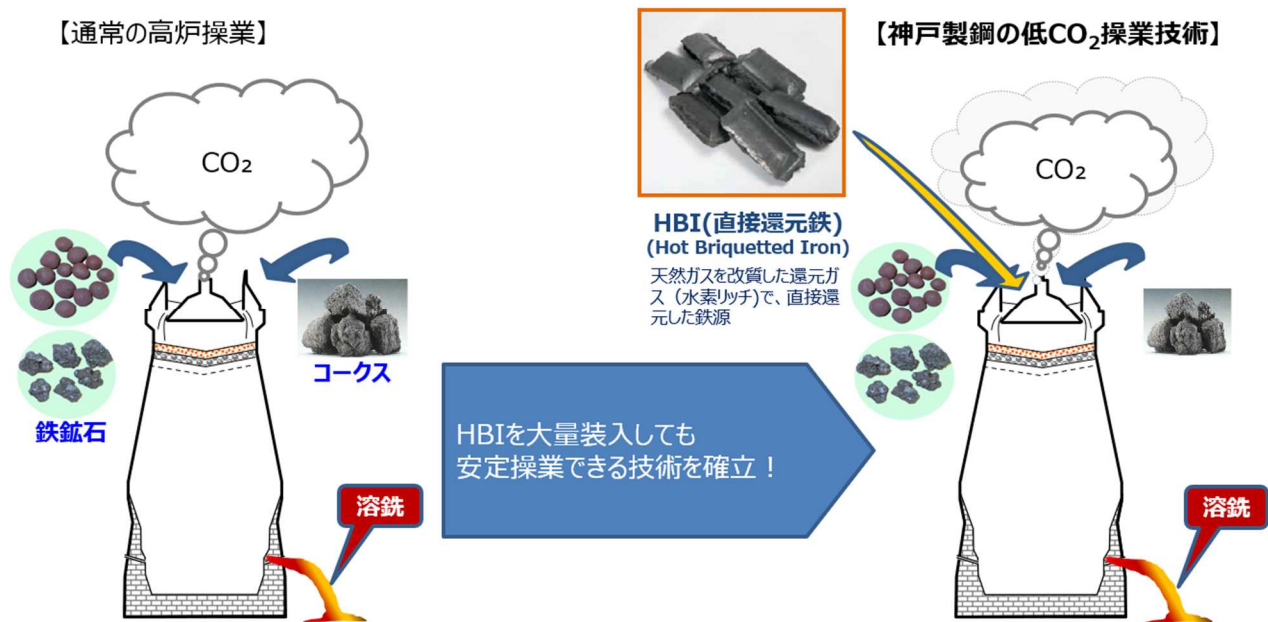 【通常の高炉操業】
CO₂
鉄鉱石
コークス
溶銑
HBIを大量装入しても
安定操業できる技術を確立！
【神戸製鋼の低CO₂操業技術】
HBI(直接還元鉄)
(Hot Briquetted Iron)
天然ガスを改質した還元ガ
ス（水素リッチ)で、直接還
元した鉄源
CO₂
溶銑